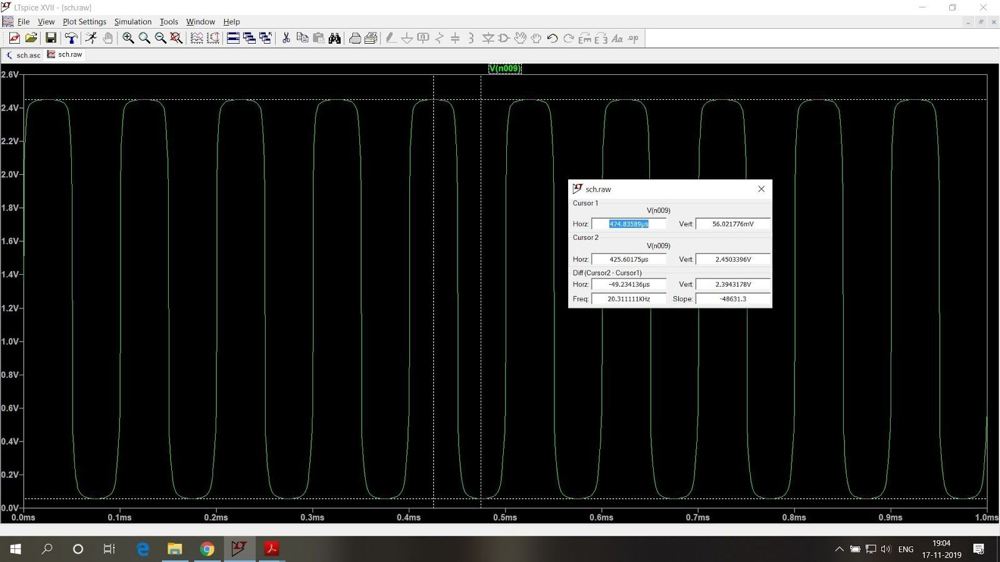 LTspice XVII - [sch.raw]
File View Plot Settings Simulation Tools Window Help
sch.asc sch.raw
V(n009)
2.6V
2.4V
2.2V
2.0V
1.8V
1.6V
1.4V
1.2V
1.0V
0.8V
0.6V
0.4V
0.2V
0.0V
0.0ms 0.1ms 0.2ms 0.3ms 0.4ms 0.5ms 0.6ms 0.7ms 0.8ms 0.9ms 1.0ms
sch.raw
Cursor 1
V(n009)
Horz: 474.83589µs Vert: 56.021776mV
Cursor 2
V(n009)
Horz: 425.60175µs Vert: 2.4503396V
Diff (Cursor2 - Cursor1)
Horz: -49.234136µs Vert: 2.3943178V
Freq: 20.311111KHz Slope: -48631.3
ENG
19:04
17-11-2019